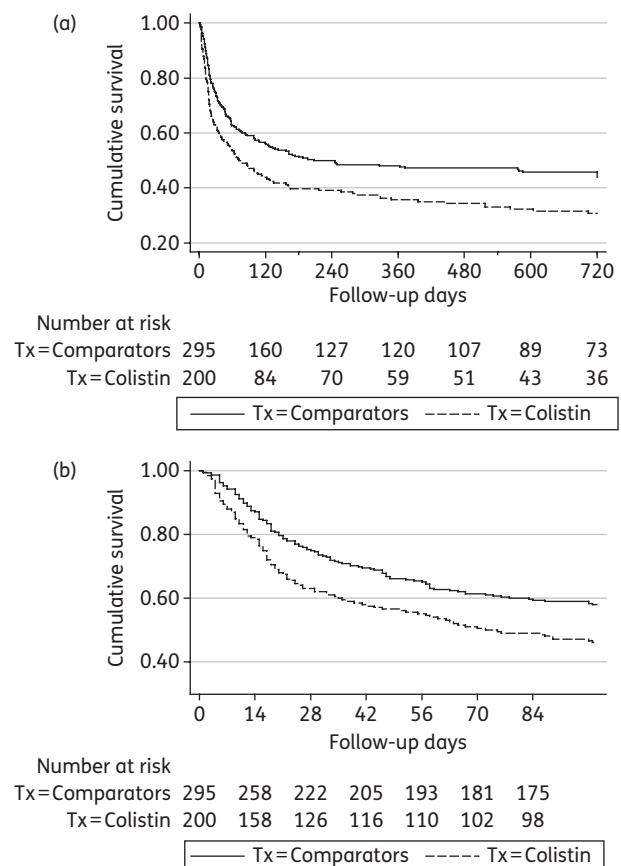 (a)
Cumulative survival
1.00
0.80
0.60
0.40
0.20
0 120 240 360 480 600 720
Follow-up days
Number at risk
Tx=Comparators 295 160 127 120 107 89 73
Tx=Colistin 200 84 70 59 51 43 36
Tx=Comparators Tx=Colistin
(b)
Cumulative survival
1.00
0.80
0.60
0.40
0 14 28 42 56 70 84
Follow-up days
Number at risk
Tx=Comparators 295 258 222 205 193 181 175
Tx=Colistin 200 158 126 116 110 102 98
Tx=Comparators Tx=Colistin